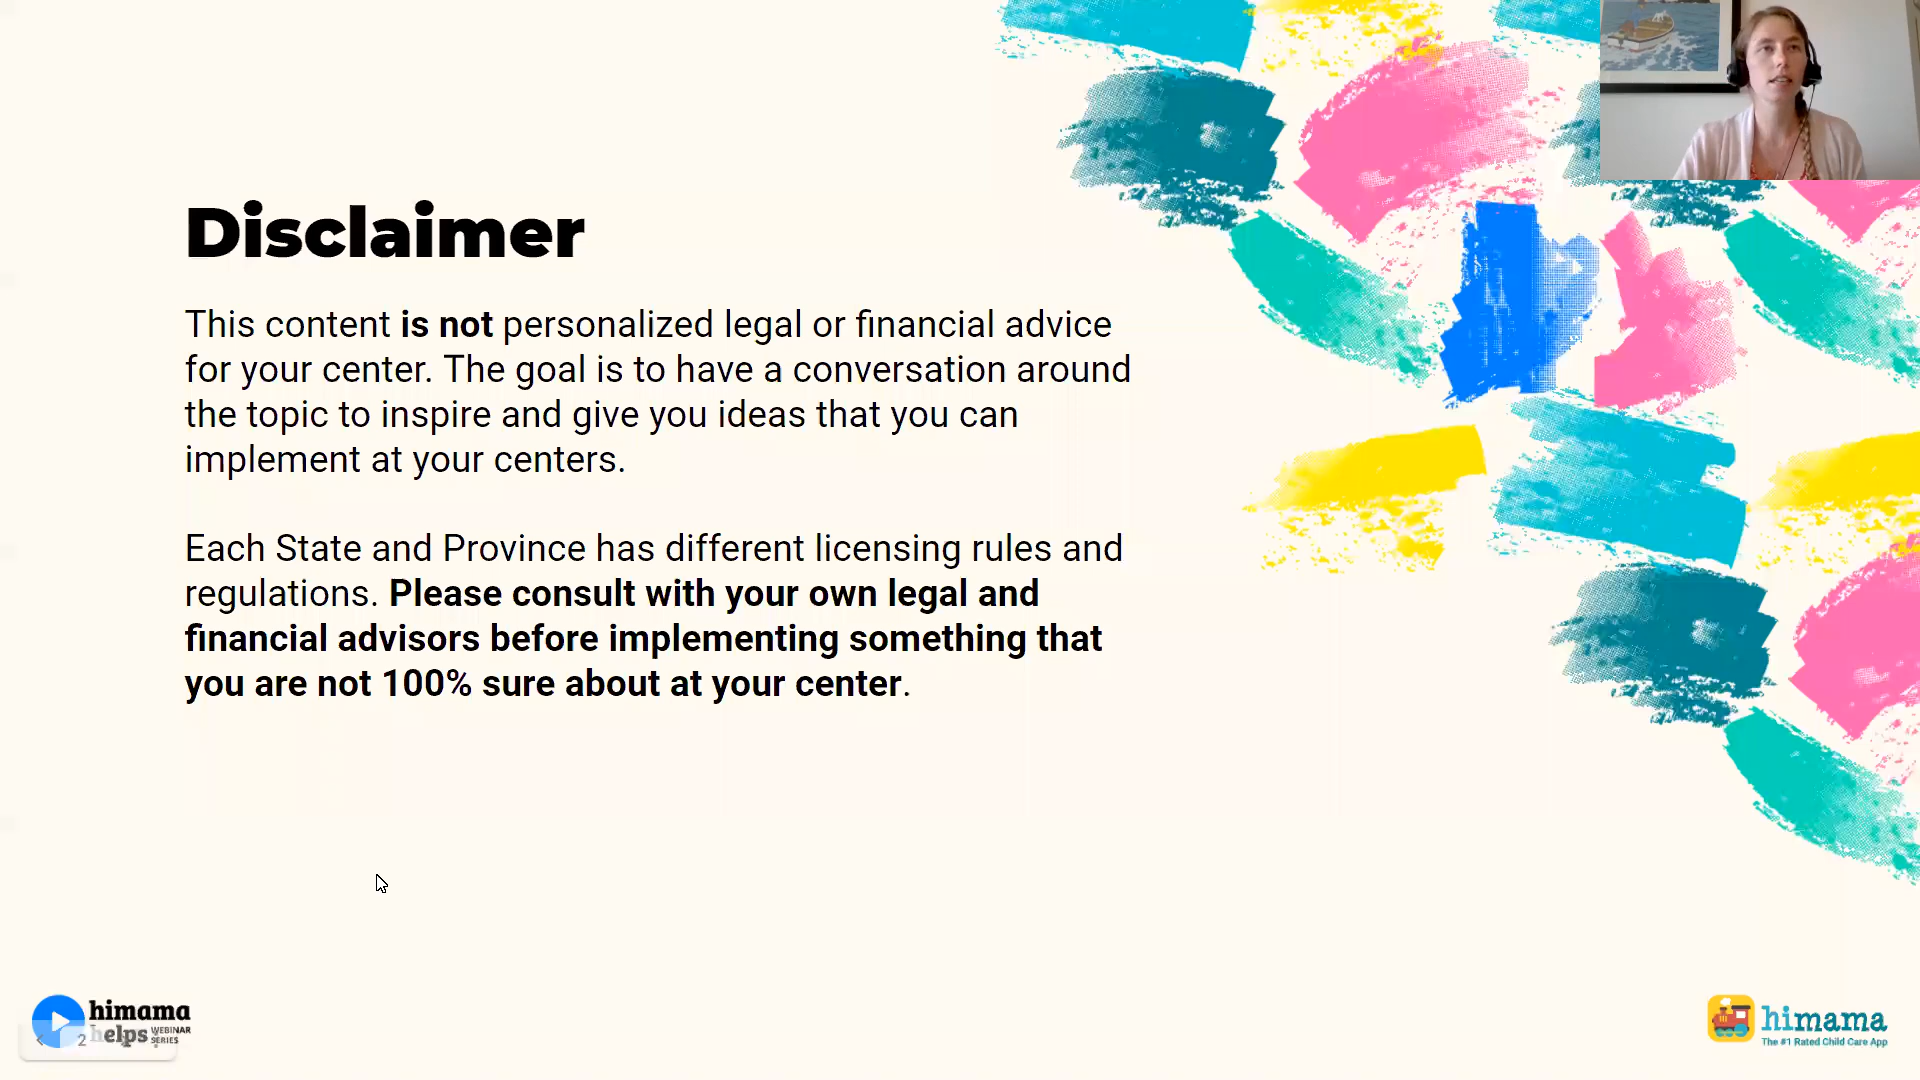 Disclaimer
This content is not personalized legal or financial advice
for your center. The goal is to have a conversation around
the topic to inspire and give you ideas that you can
implement at your centers.
Each State and Province has different licensing rules and
regulations. Please consult with your own legal and
financial advisors before implementing something that
you are not 100% sure about at your center.
himama
helps WEBINAR
SERIES
2
himama
The #1 Rated Child Care App